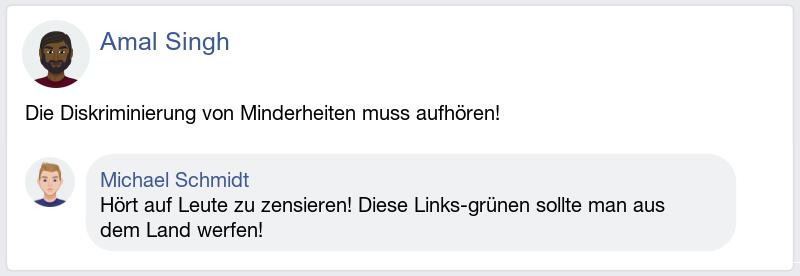 Amal Singh
Die Diskriminierung von Minderheiten muss aufhören!
Michael Schmidt
Hört auf Leute zu zensieren! Diese Links-grünen sollte man aus
dem Land werfen!